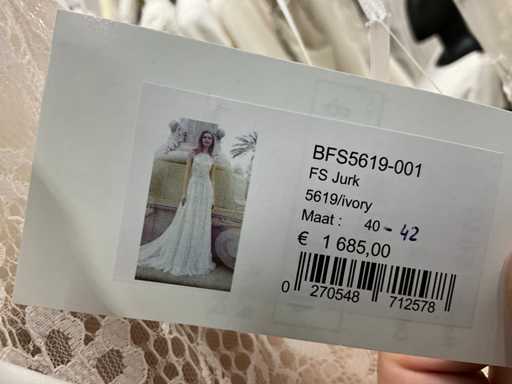 BFS5619-001
FS Jurk
5619/ivory
Maat : 40 - 42
€ 1 685,00
0 270548 712578